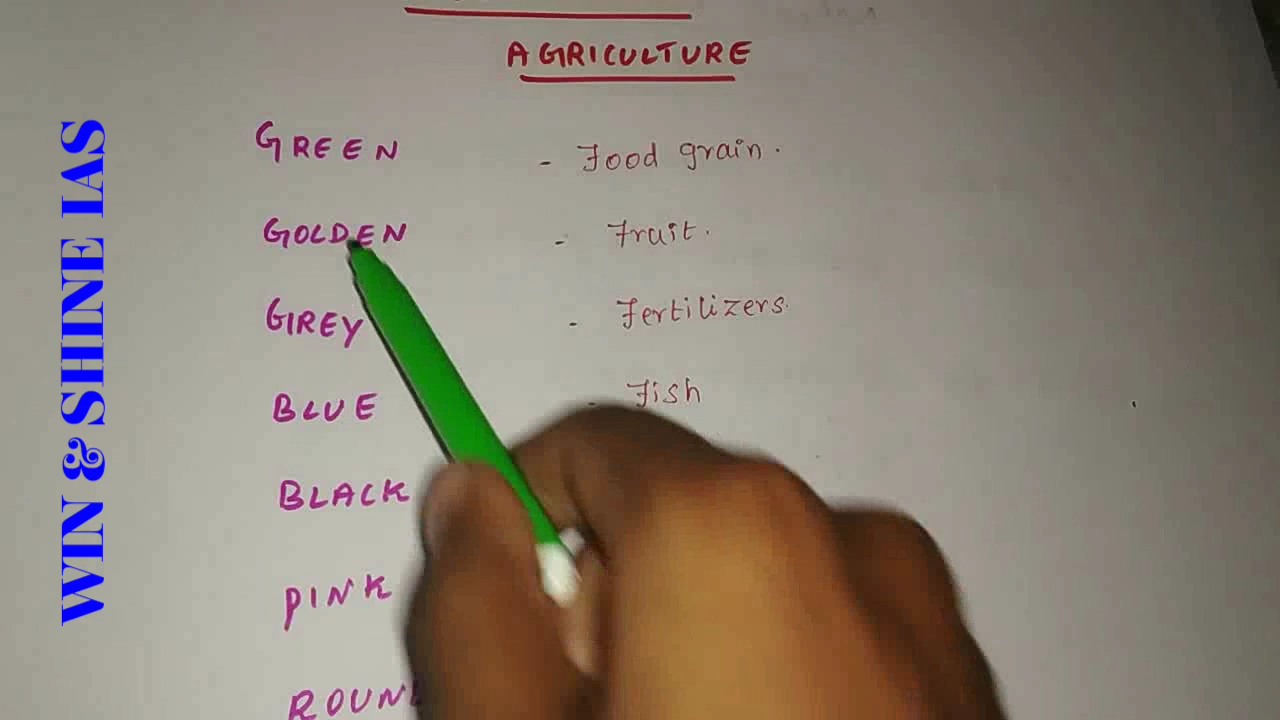 AGRICULTURE
GREEN - Food grain.
GOLDEN - Fruit.
GREY - Fertilizers.
BLUE - Fish
BLACK
PINK
WIN & SHINE IAS